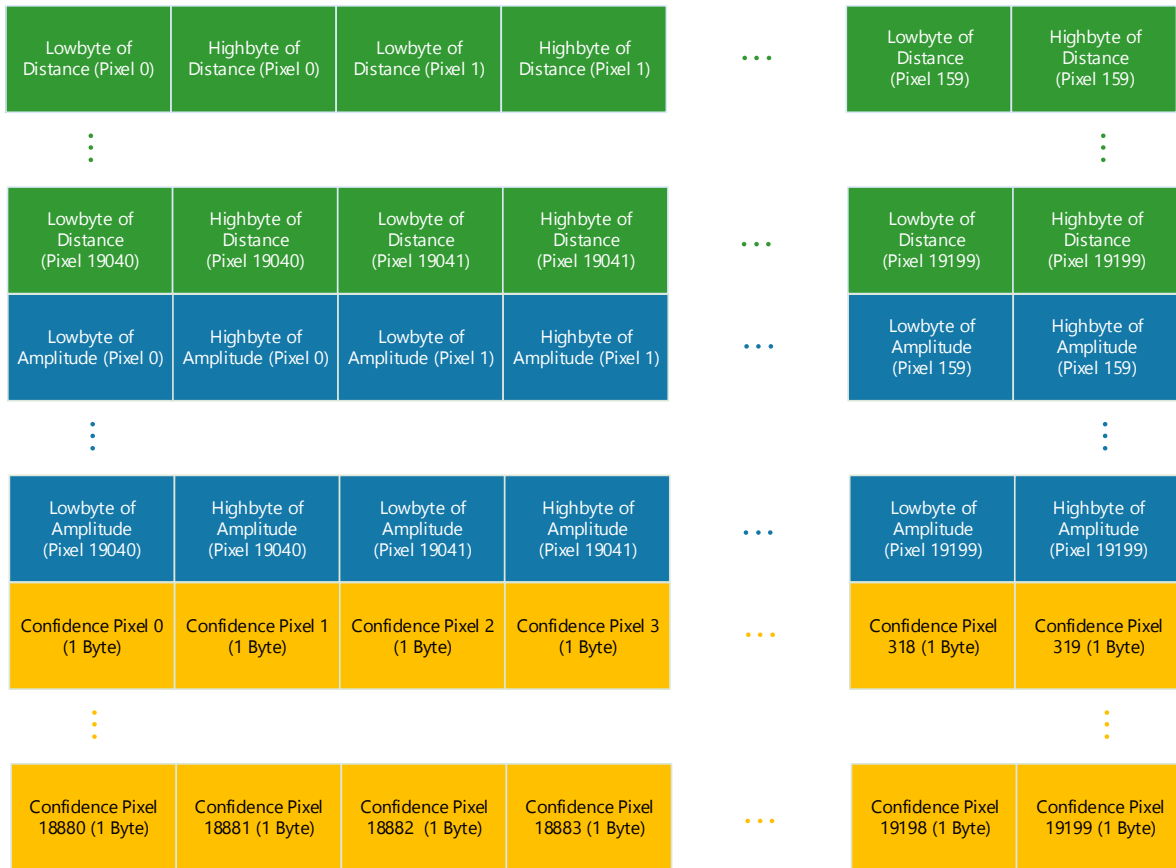 Lowbyte of
Distance (Pixel 0)
Highbyte of
Distance (Pixel 0)
Lowbyte of
Distance (Pixel 1)
Highbyte of
Distance (Pixel 1)
...
Lowbyte of
Distance
(Pixel 159)
Highbyte of
Distance
(Pixel 159)
Lowbyte of
Distance
(Pixel 19040)
Highbyte of
Distance
(Pixel 19040)
Lowbyte of
Distance
(Pixel 19041)
Highbyte of
Distance
(Pixel 19041)
...
Lowbyte of
Distance
(Pixel 19199)
Highbyte of
Distance
(Pixel 19199)
Lowbyte of
Amplitude (Pixel 0)
Highbyte of
Amplitude (Pixel 0)
Lowbyte of
Amplitude (Pixel 1)
Highbyte of
Amplitude (Pixel 1)
...
Lowbyte of
Amplitude
(Pixel 159)
Highbyte of
Amplitude
(Pixel 159)
Lowbyte of
Amplitude
(Pixel 19040)
Highbyte of
Amplitude
(Pixel 19040)
Lowbyte of
Amplitude
(Pixel 19041)
Highbyte of
Amplitude
(Pixel 19041)
...
Lowbyte of
Amplitude
(Pixel 19199)
Highbyte of
Amplitude
(Pixel 19199)
Confidence Pixel 0
(1 Byte)
Confidence Pixel 1
(1 Byte)
Confidence Pixel 2
(1 Byte)
Confidence Pixel 3
(1 Byte)
...
Confidence Pixel
318 (1 Byte)
Confidence Pixel
319 (1 Byte)
Confidence Pixel
18880 (1 Byte)
Confidence Pixel
18881 (1 Byte)
Confidence Pixel
18882 (1 Byte)
Confidence Pixel
18883 (1 Byte)
...
Confidence Pixel
19198 (1 Byte)
Confidence Pixel
19199 (1 Byte)